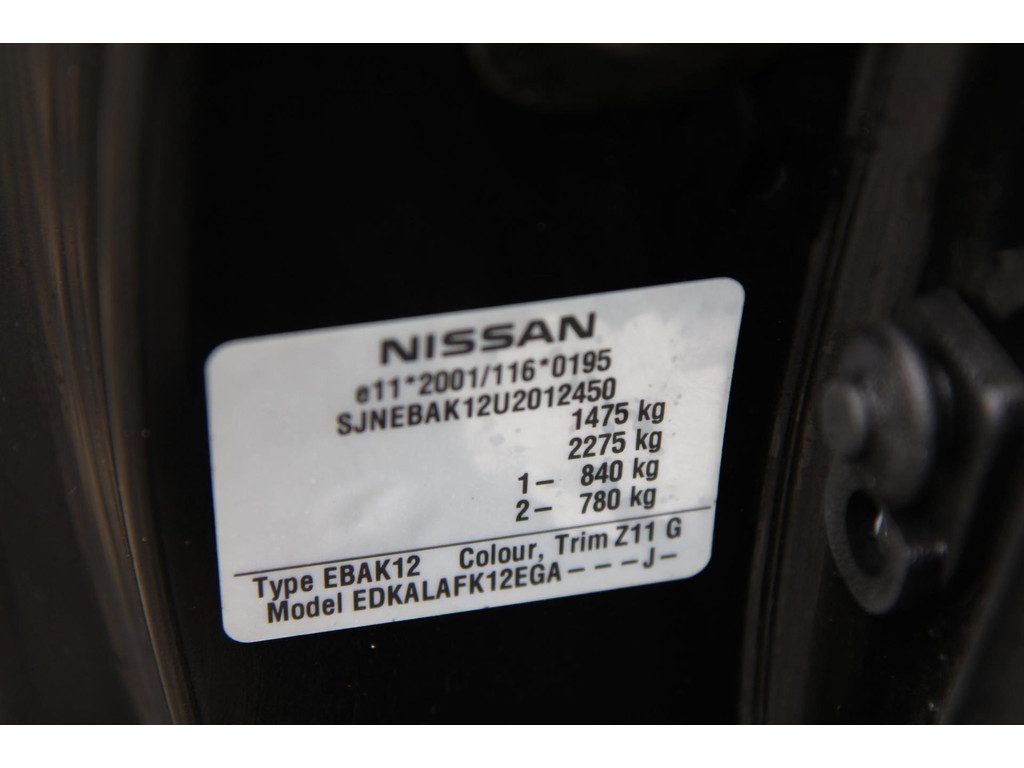 NISSAN
e11*2001/116*0195
SJNEBAK12U2012450
1475 kg
2275 kg
1– 840 kg
2– 780 kg
Type EBAK12 Colour, Trim Z11 G
Model EDKALAFK12EGA – – – J –